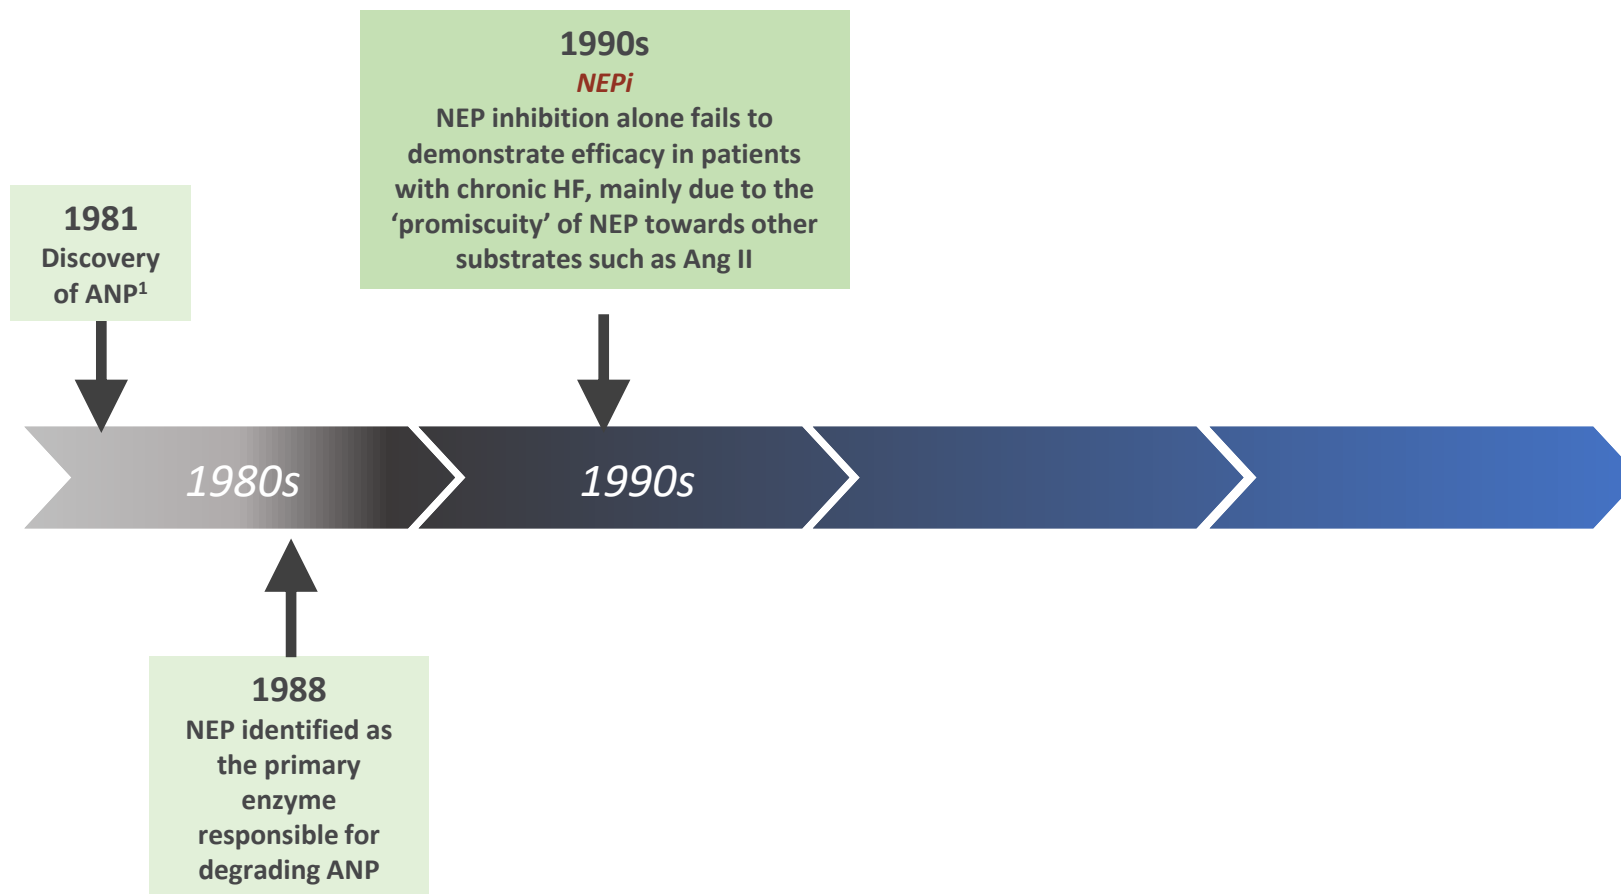 1990s
NEPi
NEP inhibition alone fails to
demonstrate efficacy in patients
with chronic HF, mainly due to the
‘promiscuity’ of NEP towards other
substrates such as Ang II
1981
Discovery
of ANP¹
1980s
1990s
1988
NEP identified as
the primary
enzyme
responsible for
degrading ANP